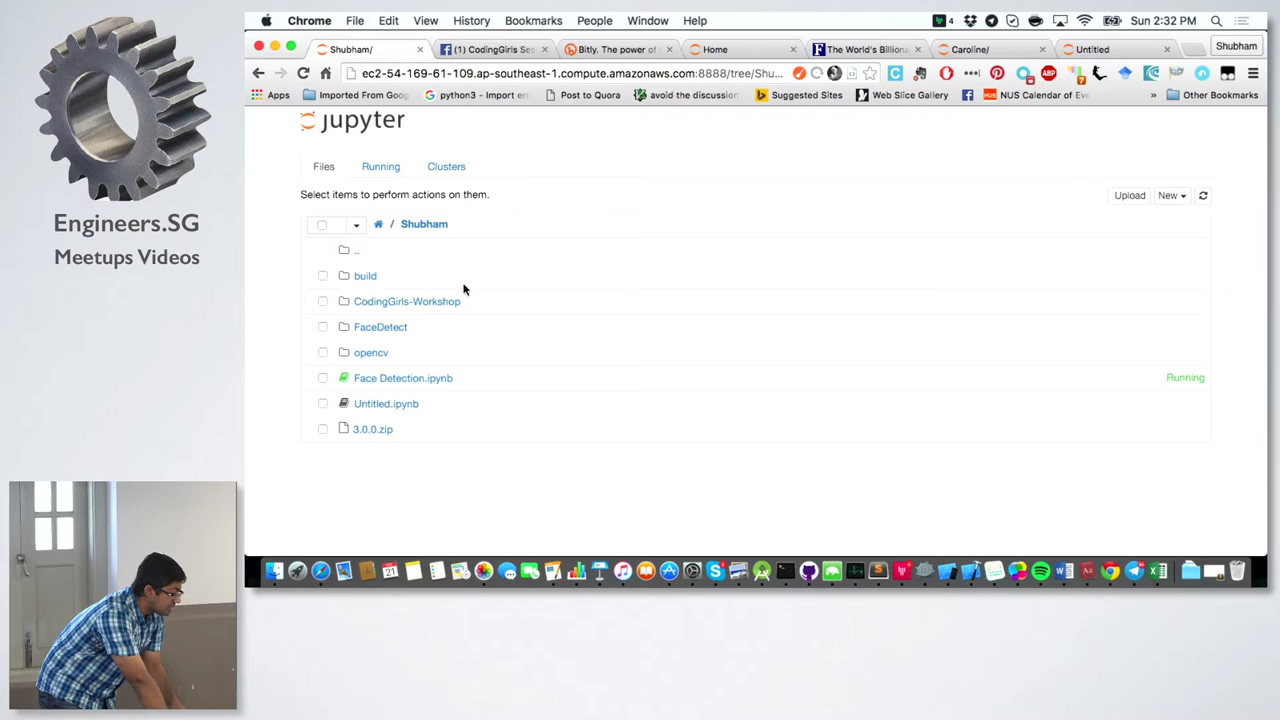 Chrome File Edit View History Bookmarks People Window Help 4 Sun 2:32 PM
Shubham/ (1) CodingGirls Se Bitly. The power of Home The World's Billiona Caroline/ Untitled Shubham
ec2-54-169-61-109.ap-southeast-1.compute.amazonaws.com:8888/tree/Shu... ABP
Apps Imported From Goog python3 - Import err Post to Quora avoid the discussion Suggested Sites Web Slice Gallery NUS Calendar of Eve » Other Bookmarks
jupyter
Files Running Clusters
Select items to perform actions on them. Upload New
/ Shubham
..
build
CodingGirls-Workshop
FaceDetect
opencv
Face Detection.ipynb Running
Untitled.ipynb
3.0.0.zip
Engineers.SG
Meetups Videos